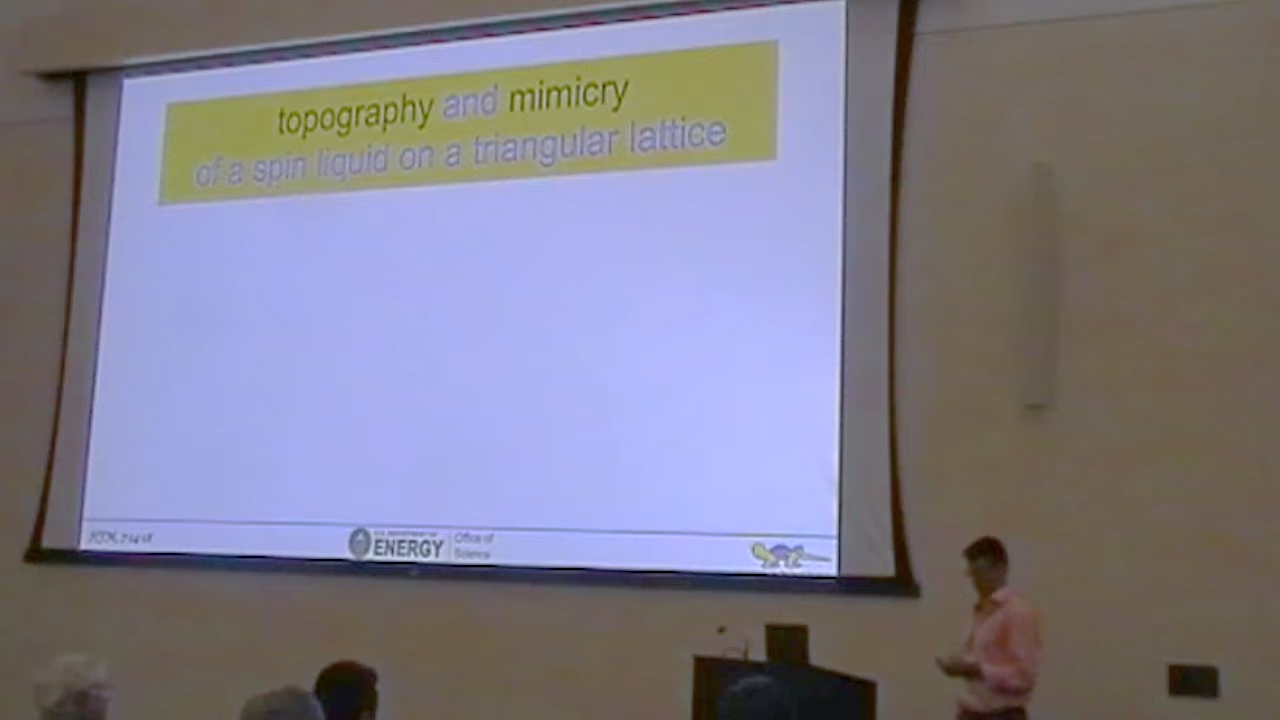 topography and mimicry
of a spin liquid on a triangular lattice
ENERGY
Office of
Science